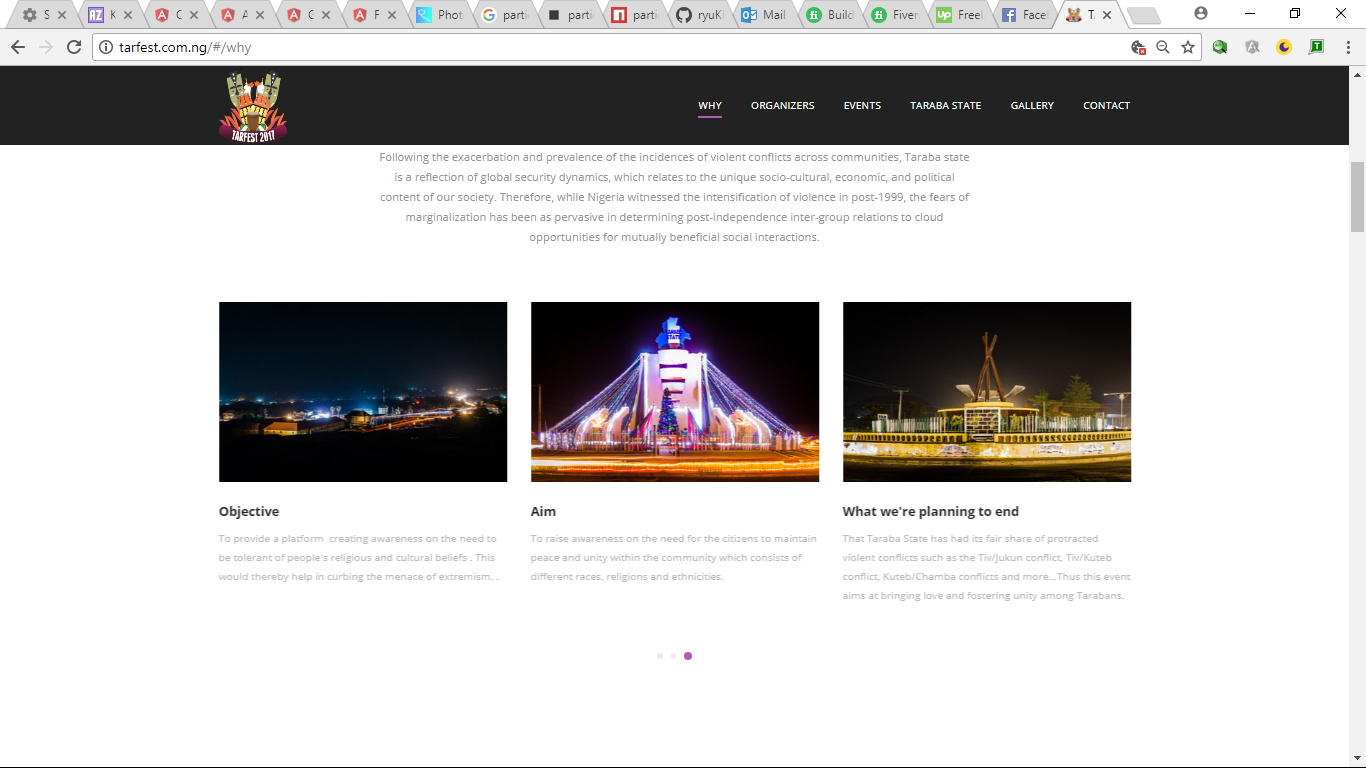 S
K
C
A
C
F
Phot
parti
parti
parti
ryuKi
Mail
Build
Fiver
Freel
Facel
T
tarfest.com.ng/#/why
TARFEST 2017
WHY
ORGANIZERS
EVENTS
TARABA STATE
GALLERY
CONTACT
Following the exacerbation and prevalence of the incidences of violent conflicts across communities, Taraba state
is a reflection of global security dynamics, which relates to the unique socio-cultural, economic, and political
content of our society. Therefore, while Nigeria witnessed the intensification of violence in post-1999, the fears of
marginalization has been as pervasive in determining post-independence inter-group relations to cloud
opportunities for mutually beneficial social interactions.
Objective
To provide a platform creating awareness on the need to
be tolerant of people's religious and cultural beliefs . This
would thereby help in curbing the menace of extremism. .
Aim
To raise awareness on the need for the citizens to maintain
peace and unity within the community which consists of
different races, religions and ethnicities.
What we're planning to end
That Taraba State has had its fair share of protracted
violent conflicts such as the Tiv/Jukun conflict, Tiv/Kuteb
conflict, Kuteb/Chamba conflicts and more...Thus this event
aims at bringing love and fostering unity among Tarabans.